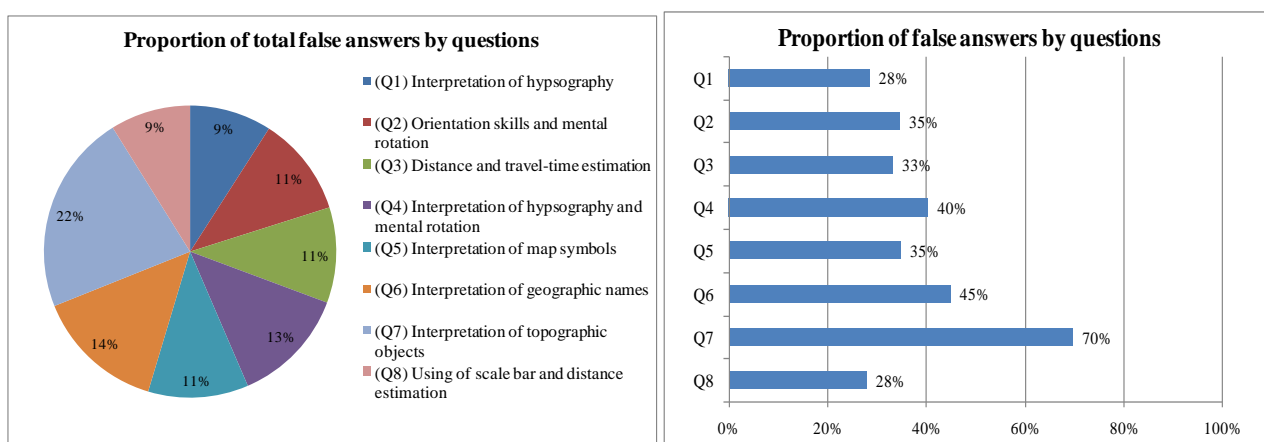 Proportion of total false answers by questions
(Q1) Interpretation of hypsography
(Q2) Orientation skills and mental
rotation
(Q3) Distance and travel-time estimation
(Q4) Interpretation of hypsography and
mental rotation
(Q5) Interpretation of map symbols
(Q6) Interpretation of geographic names
(Q7) Interpretation of topographic
objects
(Q8) Using of scale bar and distance
estimation
9%
9%
11%
22%
11%
13%
14%
11%
Proportion of false answers by questions
Q1 28%
Q2 35%
Q3 33%
Q4 40%
Q5 35%
Q6 45%
Q7 70%
Q8 28%
0% 20% 40% 60% 80% 100%